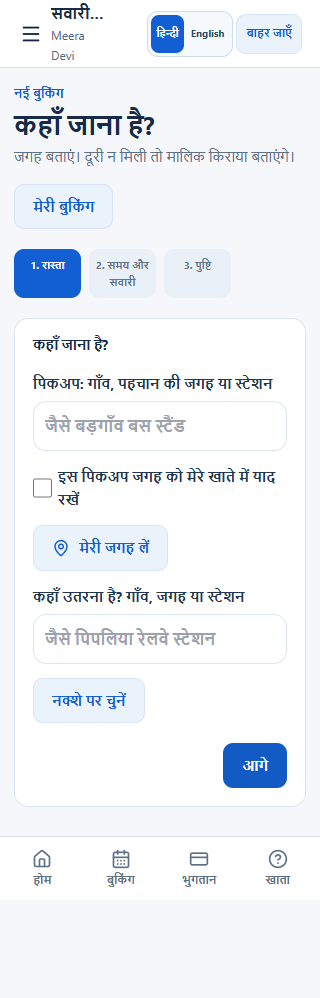 सवारी...
Meera
Devi
हिन्दी
English
बाहर जाएँ
नई बुकिंग
कहाँ जाना है?
जगह बताएं। दूरी न मिली तो मालिक किराया बताएंगे।
मेरी बुकिंग
1. रास्ता
2. समय और
सवारी
3. पुष्टि
कहाँ जाना है?
पिकअप: गाँव, पहचान की जगह या स्टेशन
जैसे बड़गाँव बस स्टैंड
इस पिकअप जगह को मेरे खाते में याद
रखें
मेरी जगह लें
कहाँ उतरना है? गाँव, जगह या स्टेशन
जैसे पिपलिया रेलवे स्टेशन
नक्शे पर चुनें
आगे
होम
बुकिंग
भुगतान
खाता